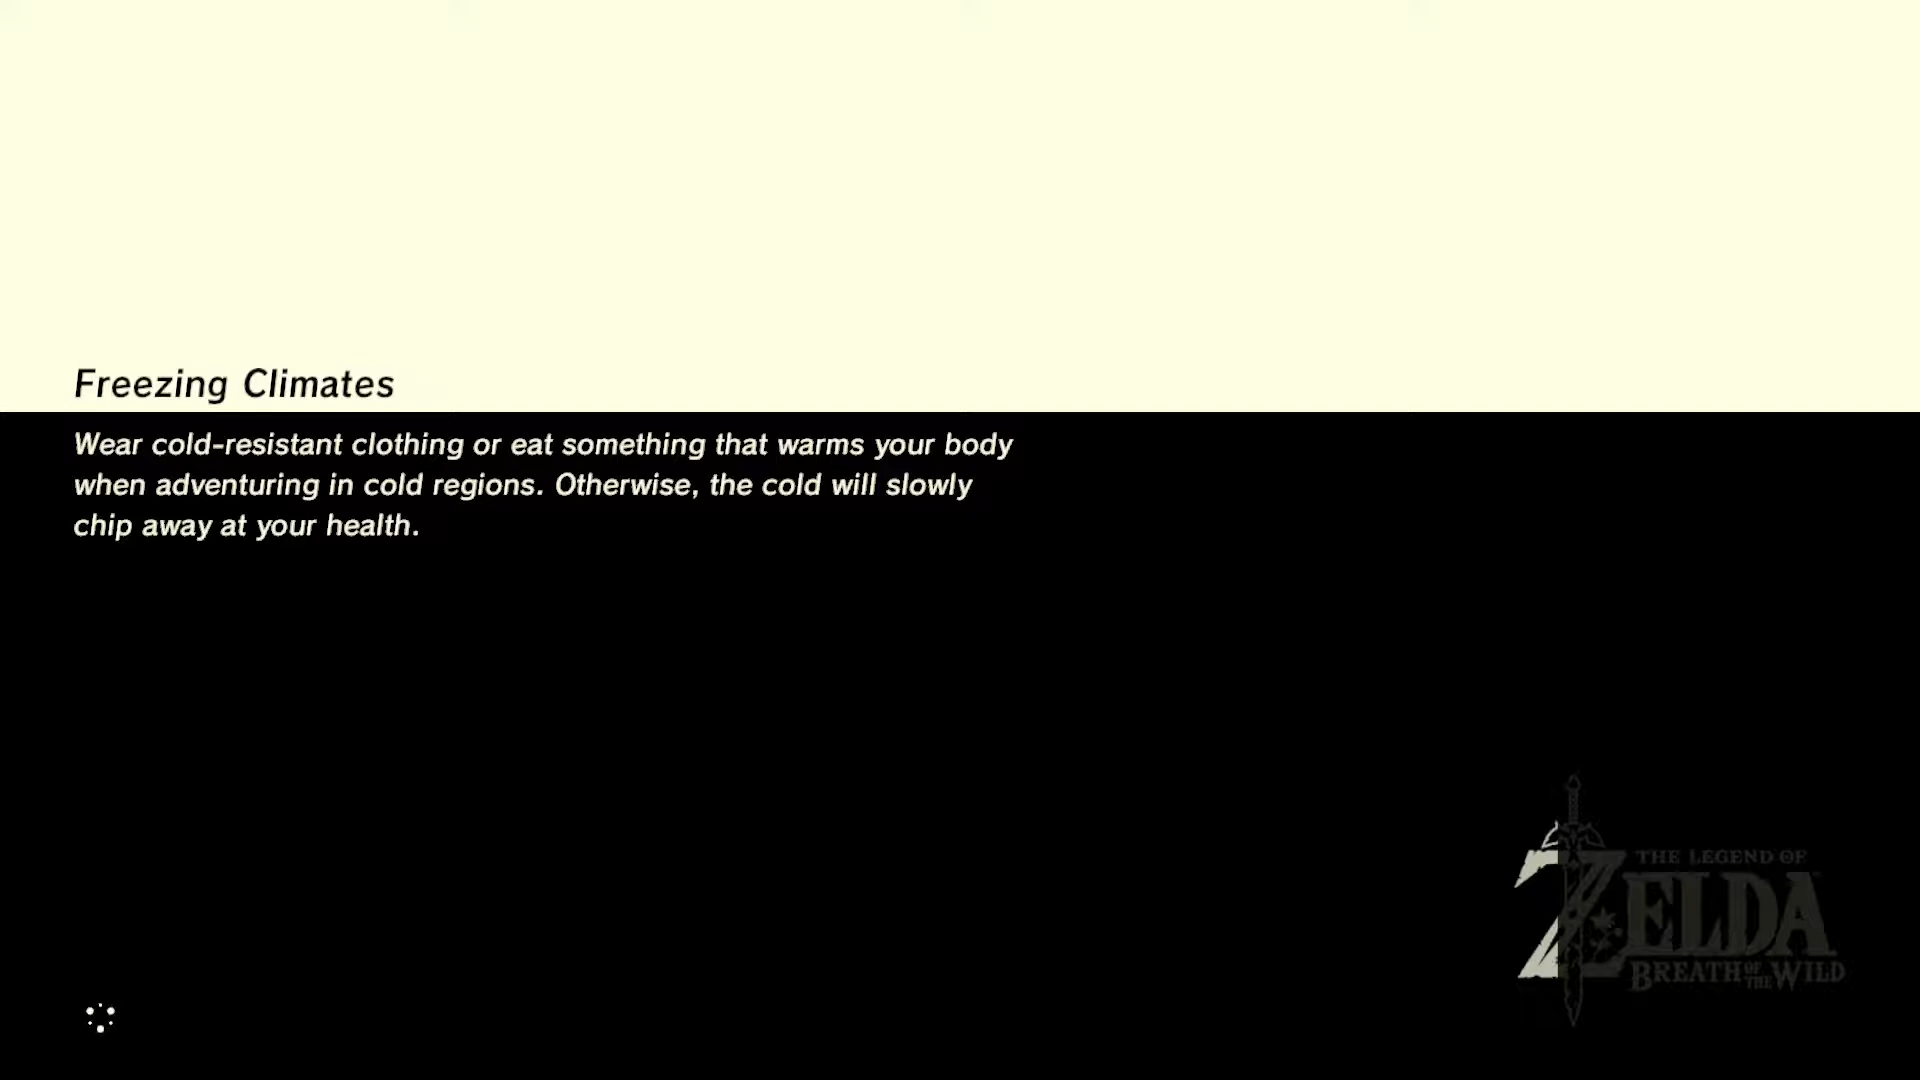 Freezing Climates
Wear cold-resistant clothing or eat something that warms your body
when adventuring in cold regions. Otherwise, the cold will slowly
chip away at your health.
THE LEGEND OF
ZELDA
BREATH OF THE WILD